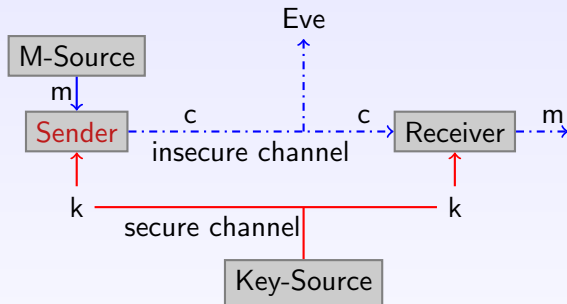 Eve
M-Source
m
Sender
c
c
Receiver
m
insecure channel
k
k
secure channel
Key-Source